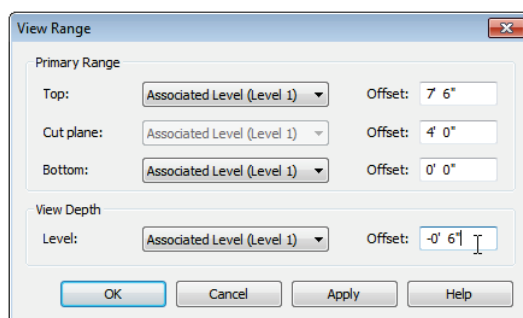 View Range
Primary Range
Top: Associated Level (Level 1) Offset: 7' 6"
Cut plane: Associated Level (Level 1) Offset: 4' 0"
Bottom: Associated Level (Level 1) Offset: 0' 0"
View Depth
Level: Associated Level (Level 1) Offset: -0' 6"
OK Cancel Apply Help